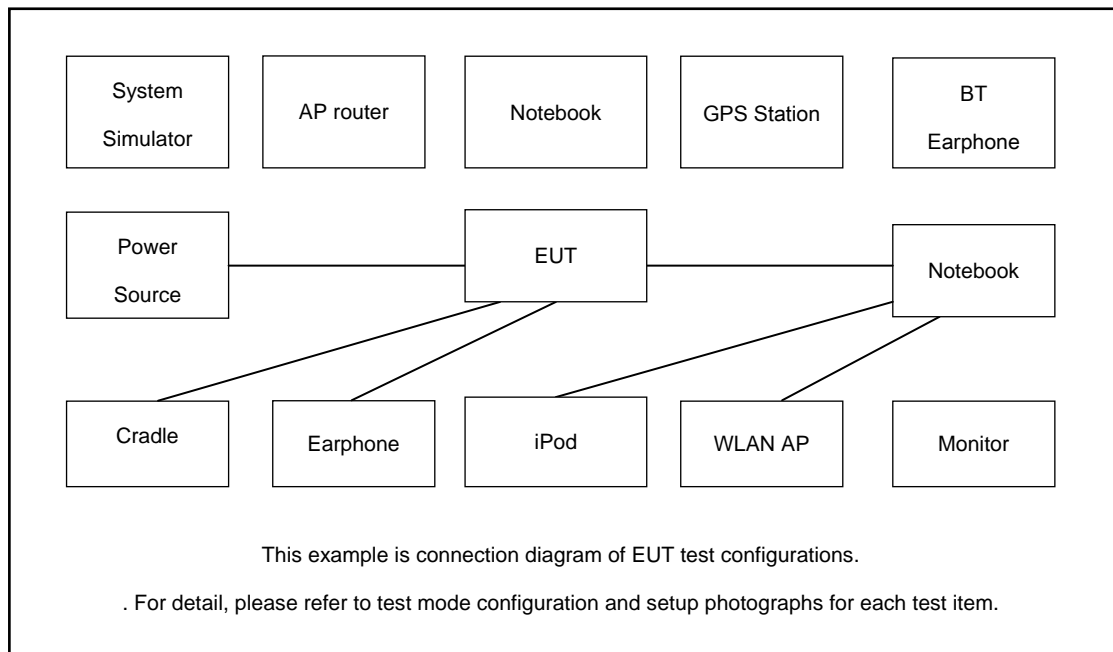 System
Simulator
AP router
Notebook
GPS Station
BT
Earphone
Power
Source
EUT
Notebook
Cradle
Earphone
iPod
WLAN AP
Monitor
This example is connection diagram of EUT test configurations.
. For detail, please refer to test mode configuration and setup photographs for each test item.